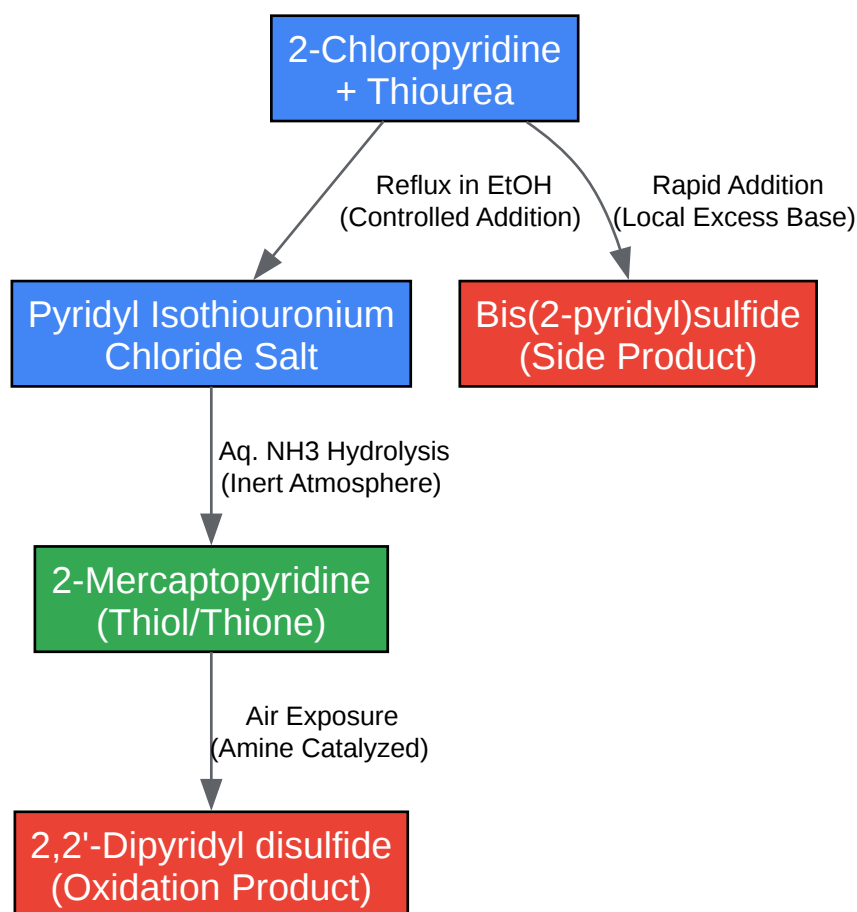 2-Chloropyridine
+ Thiourea
Reflux in EtOH
(Controlled Addition)
Rapid Addition
(Local Excess Base)
Pyridyl Isothiouronium
Chloride Salt
Bis(2-pyridyl)sulfide
(Side Product)
Aq. NH3 Hydrolysis
(Inert Atmosphere)
2-Mercaptopyridine
(Thiol/Thione)
Air Exposure
(Amine Catalyzed)
2,2'-Dipyridyl disulfide
(Oxidation Product)